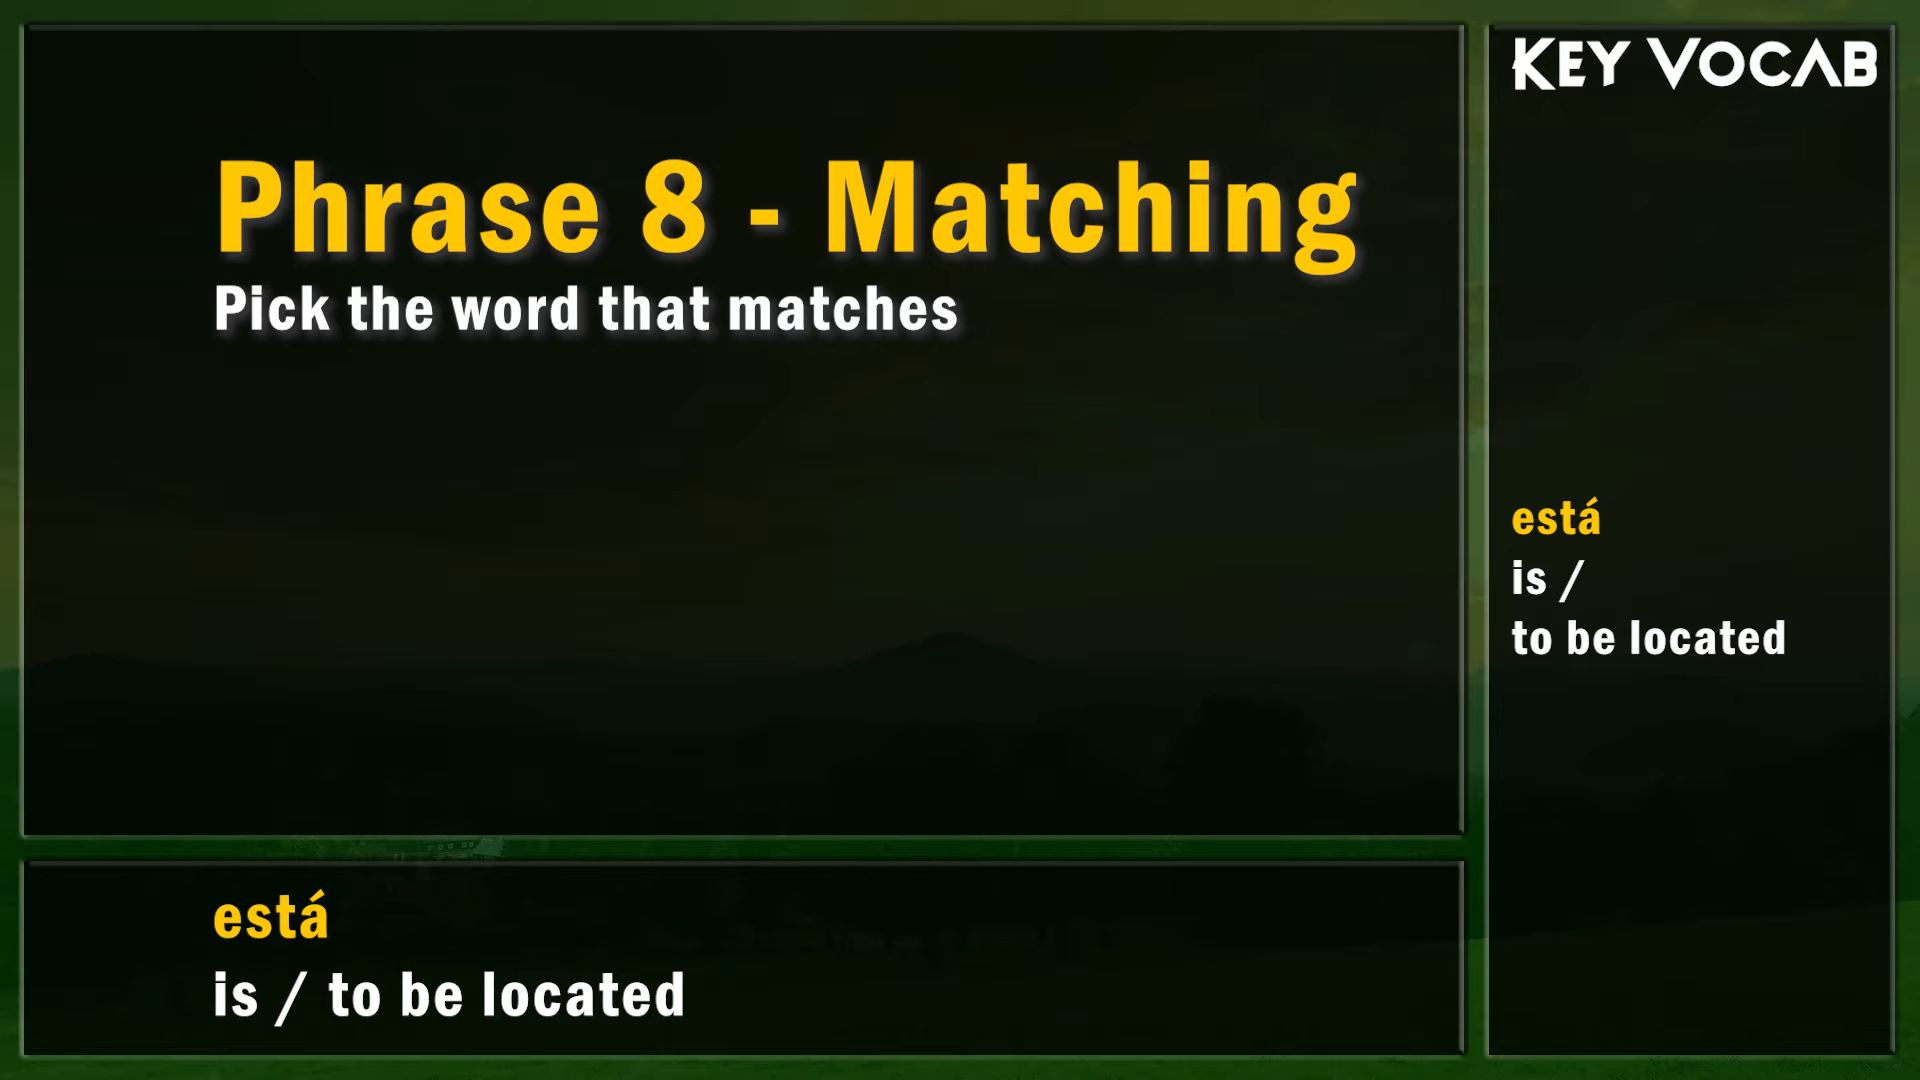 Phrase 8 - Matching
Pick the word that matches
está
is / to be located
Key Vocab
está
is /
to be located